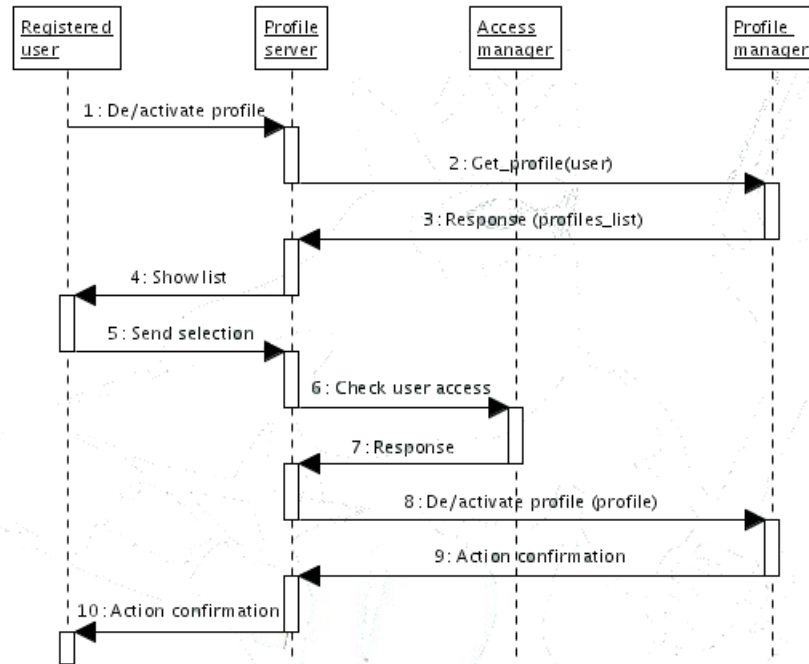 Registered
user
Profile
server
Access
manager
Profile
manager
1 : De/activate profile
2 : Get_profile(user)
3 : Response (profiles_list)
4 : Show list
5 : Send selection
6 : Check user access
7 : Response
8 : De/activate profile (profile)
9 : Action confirmation
10 : Action confirmation